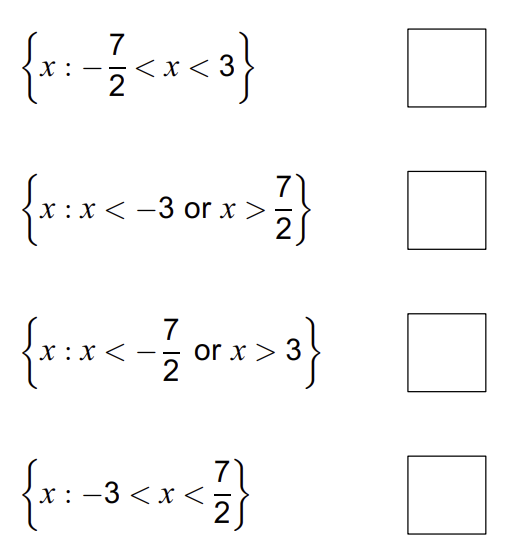 {x : −7/2 < x < 3}
{x : x < −3 or x > 7/2}
{x : x < −7/2 or x > 3}
{x : −3 < x < 7/2}